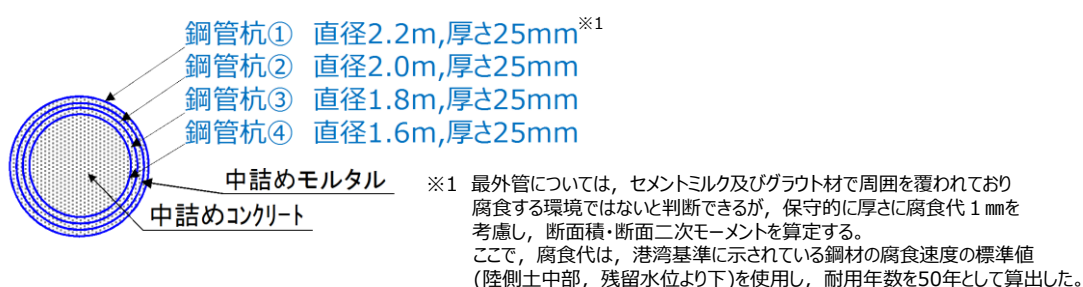 鋼管杭① 直径2.2m,厚さ25mm※1
鋼管杭② 直径2.0m,厚さ25mm
鋼管杭③ 直径1.8m,厚さ25mm
鋼管杭④ 直径1.6m,厚さ25mm
中詰めモルタル
中詰めコンクリート
※1 最外管については，セメントミルク及びグラウト材で周囲を覆われており
腐食する環境ではないと判断できるが，保守的に厚さに腐食代１㎜を
考慮し，断面積・断面二次モーメントを算定する。
ここで，腐食代は，港湾基準に示されている鋼材の腐食速度の標準値
(陸側土中部，残留水位より下)を使用し，耐用年数を50年として算出した。